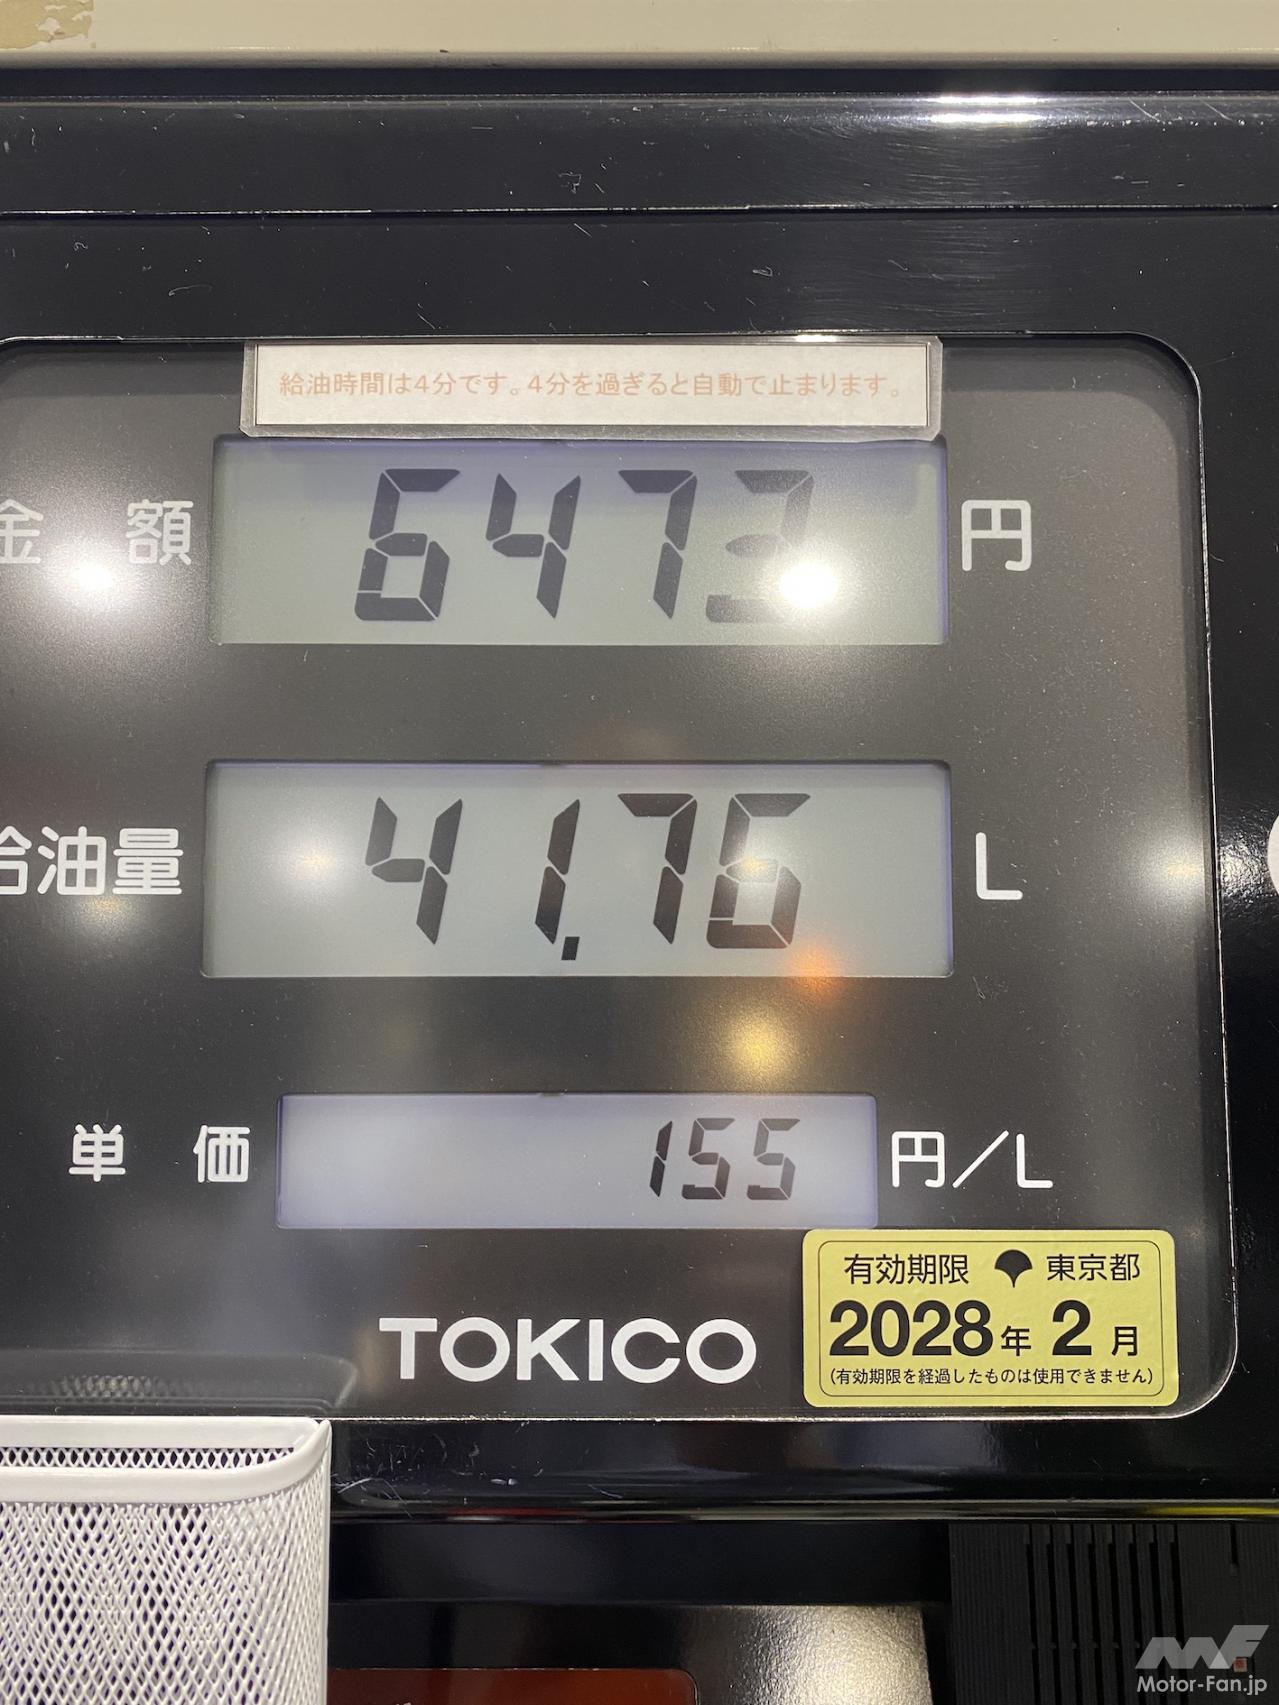 給油時間は４分です。４分を過ぎると自動で止まります。
金額 6473 円
給油量 41.76 L
単価 155 円／L
TOKICO
有効期限 東京都
2028年 2月
(有効期限を経過したものは使用できません)
Motor-Fan.jp